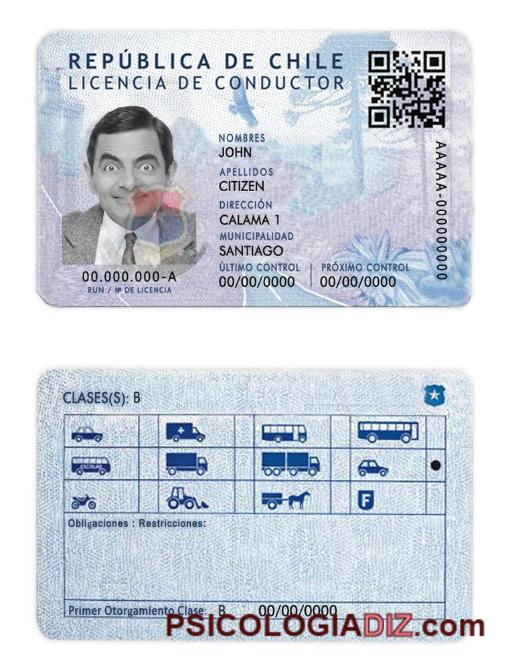 REPÚBLICA DE CHILE
LICENCIA DE CONDUCTOR
NOMBRES
JOHN
APELLIDOS
CITIZEN
DIRECCIÓN
CALAMA 1
MUNICIPALIDAD
SANTIAGO
ÚLTIMO CONTROL PRÓXIMO CONTROL
00/00/0000 00/00/0000
00.000.000-A
RUN / Nº DE LICENCIA
AAAAA-000000000
CLASES(S): B
ESCOLAR
F
Obligaciones : Restricciones:
Primer Otorgamiento Clase: B 00/00/0000
PSICOLOGIADIZ.com